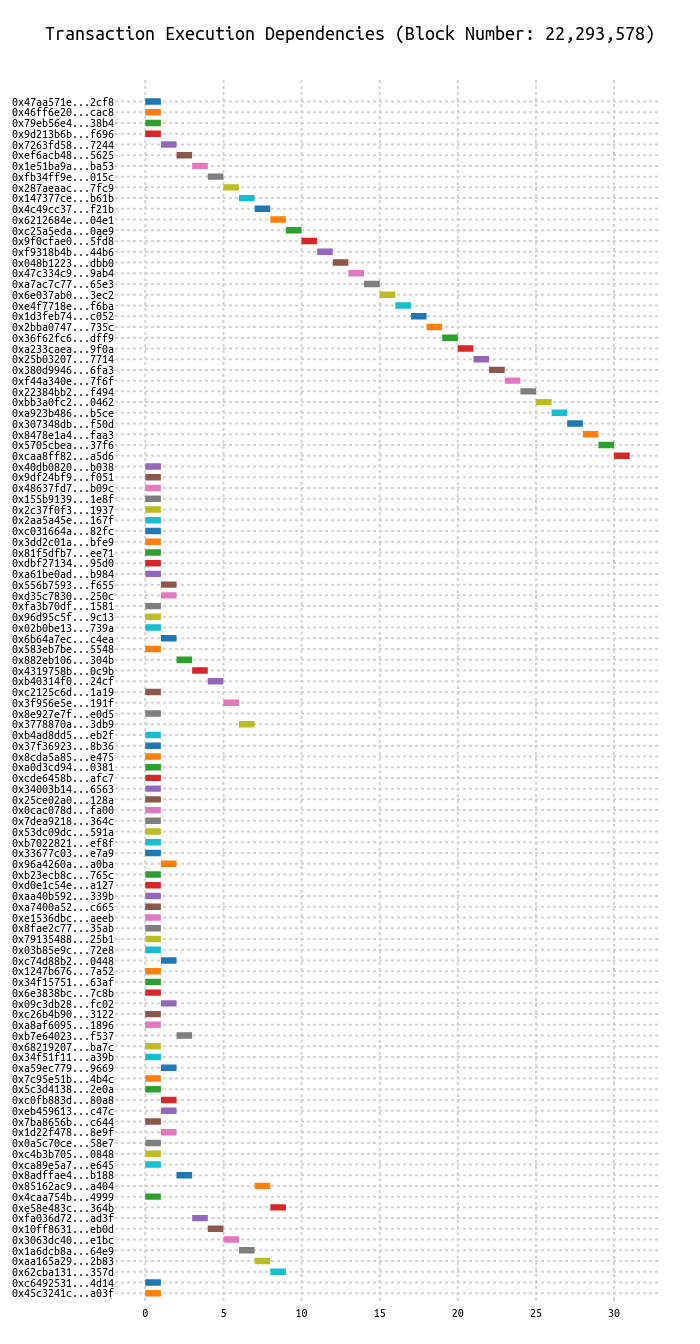 Transaction Execution Dependencies (Block Number: 22,293,578)
0x47aa571e...2cf8
0x46ff6e20...cac8
0x79eb56e4...38b4
0x9d213b6b...f696
0x7263fd58...7244
0xef6acb48...5625
0x1e51ba9a...ba53
0xfb34ff9e...015c
0x287aeaac...7fc9
0x147377ce...b61b
0x4c49cc37...f21b
0x6212684e...04e1
0xc25a5eda...0ae9
0x9f0cfae0...5fd8
0xf9318b4b...44b6
0x048b1223...dbb0
0x47c334c9...9ab4
0xa7ac7c77...65e3
0x6e037ab0...3ec2
0xe4f7718e...f6ba
0x1d3feb74...c052
0x2bba0747...735c
0x36f62fc6...dff9
0xa233caea...9f0a
0x25b03207...7714
0x380d9946...6fa3
0xf44a340e...7f6f
0x22384bb2...f494
0xbb3a0fc2...0462
0xa923b486...b5ce
0x307348db...f50d
0x8478e1a4...faa3
0x5705cbea...37f6
0xcaa8ff82...a5d6
0x40db0820...b038
0x9df24bf9...f051
0x48637fd7...b09c
0x155b9139...1e8f
0x2c37f0f3...1937
0x2aa5a45e...167f
0xc031664a...82fc
0x3dd2c01a...bfe9
0x81f5dfb7...ee71
0xdbf27134...95d0
0xa61be0ad...b984
0x556b7593...f655
0xd35c7830...250c
0xfa3b70df...1581
0x96d95c5f...9c13
0x02b0be13...739a
0x6b64a7ec...c4ea
0x583eb7be...5548
0x882eb106...304b
0x4319758b...0c9b
0xb40314f0...24cf
0xc2125c6d...1a19
0x3f956e5e...191f
0x8e927e7f...e0d5
0x3778870a...3db9
0xb4ad8dd5...eb2f
0x37f36923...8b36
0x8cda5a85...e475
0xa0d3cd94...0381
0xcde6458b...afc7
0x34003b14...6563
0x25ce02a0...128a
0x0cac078d...fa00
0x7dea9218...364c
0x53dc09dc...591a
0xb7022821...ef8f
0x33677c03...e7a9
0x96a4260a...a0ba
0xb23ecb8c...765c
0xd0e1c54e...a127
0xaa40b592...339b
0xa7400a52...c665
0xe1536dbc...aeeb
0x8fae2c77...35ab
0x79135488...25b1
0x03b85e9c...72e8
0xc74d88b2...0448
0x1247b676...7a52
0x34f15751...63af
0x6e3838bc...7c8b
0x09c3db28...fc02
0xc26b4b90...3122
0xa8af6095...1896
0xb7e64023...f537
0x68219207...ba7c
0x34f51f11...a39b
0xa59ec779...9669
0x7c95e51b...4b4c
0x5c3d4138...2e0a
0xc0fb883d...80a8
0xeb459613...c47c
0x7ba8656b...c644
0x1d22f478...8e9f
0x0a5c70ce...58e7
0xc4b3b705...0848
0xca89e5a7...e645
0x8adffae4...b188
0x85162ac9...a404
0x4caa754b...4999
0xe58e483c...364b
0xfa036d72...ad3f
0x10ff8631...eb0d
0x3063dc40...e1bc
0x1a6dcb8a...64e9
0xaa165a29...2b83
0x62cba131...357d
0xc6492531...4d14
0x45c3241c...a03f
0 5 10 15 20 25 30